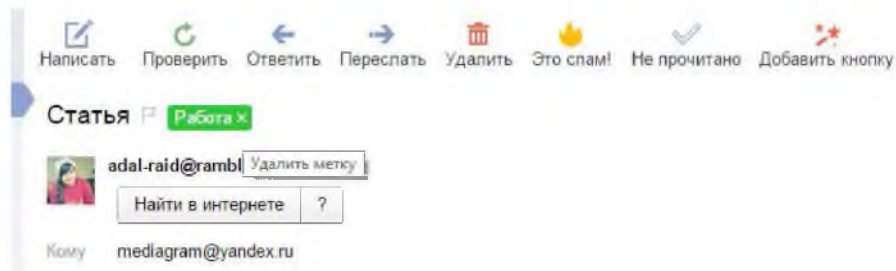 Написать Проверить Ответить Переслать Удалить Это спам! Не прочитано Добавить кнопку
Статья Работа ×
adal-raid@rambl Удалить метку
Найти в интернете ?
Кому mediagram@yandex.ru